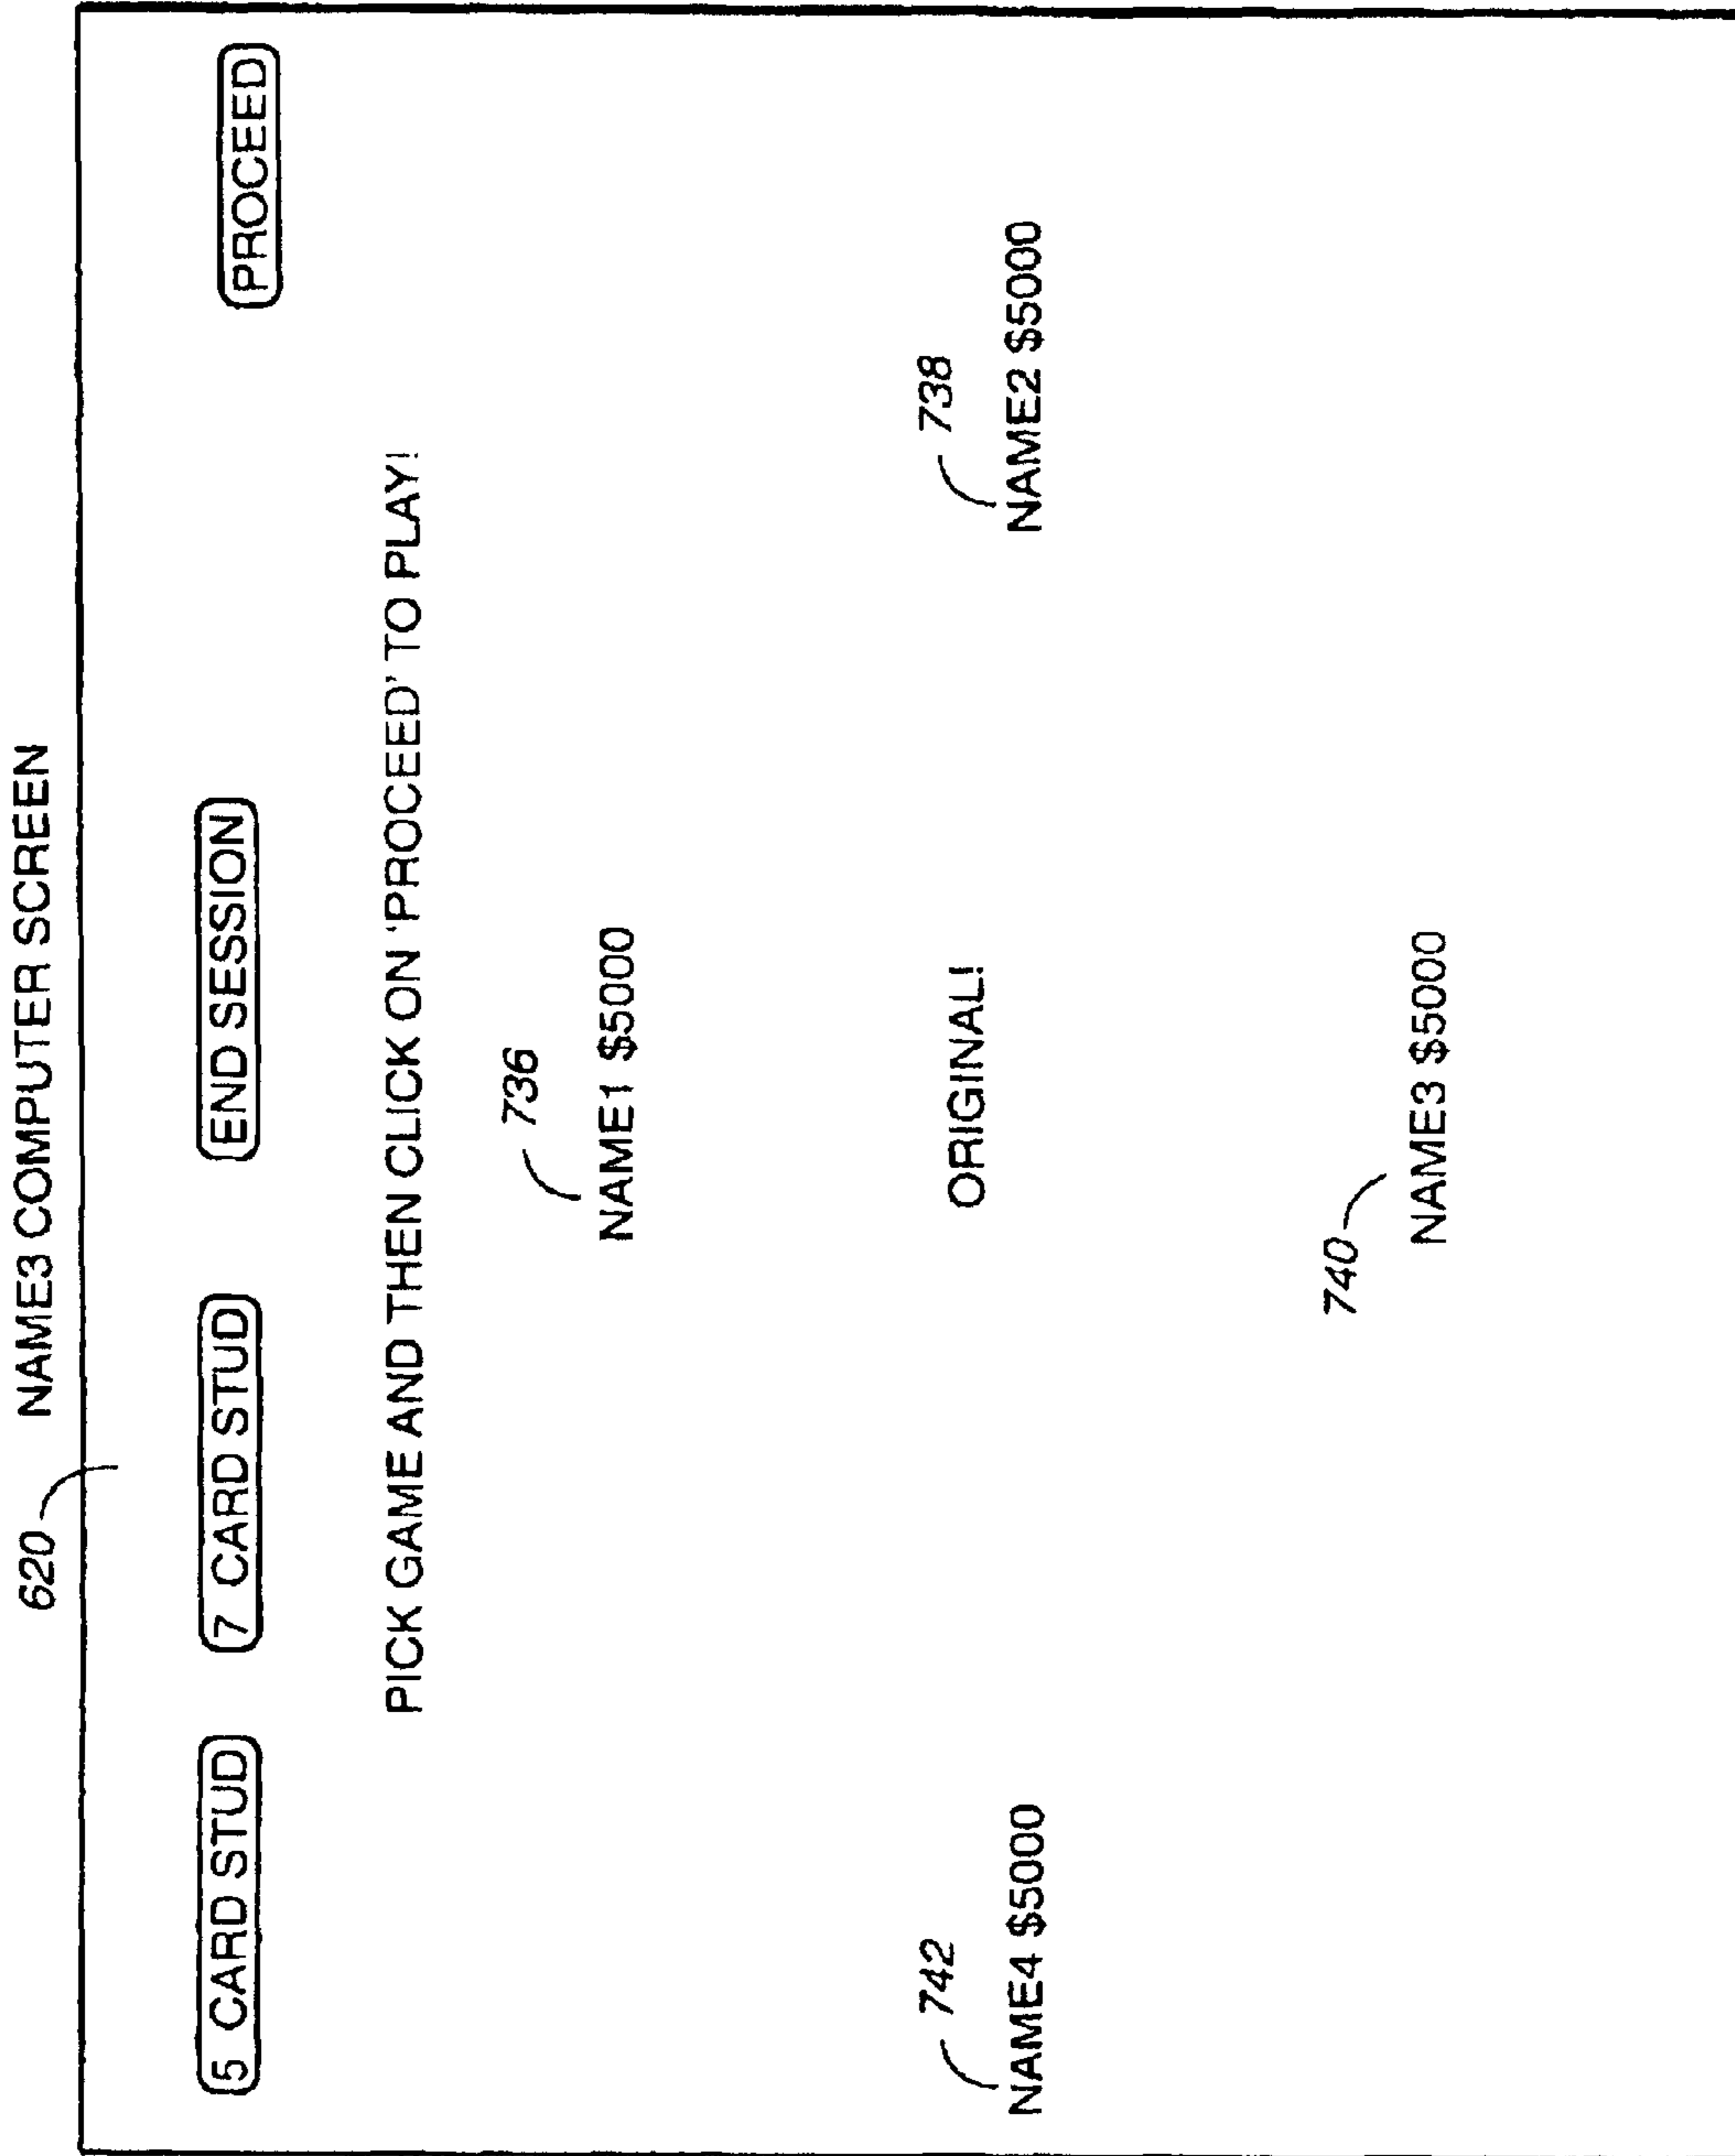 NAME3 COMPUTER SCREEN
620
5 CARD STUD 7 CARD STUD END SESSION PROCEED
PICK GAME AND THEN CLICK ON 'PROCEED' TO PLAY!
736
NAME1 $5000
742 738
ORIGINAL!
NAME4 $5000 NAME2 $5000
740
NAME3 $5000